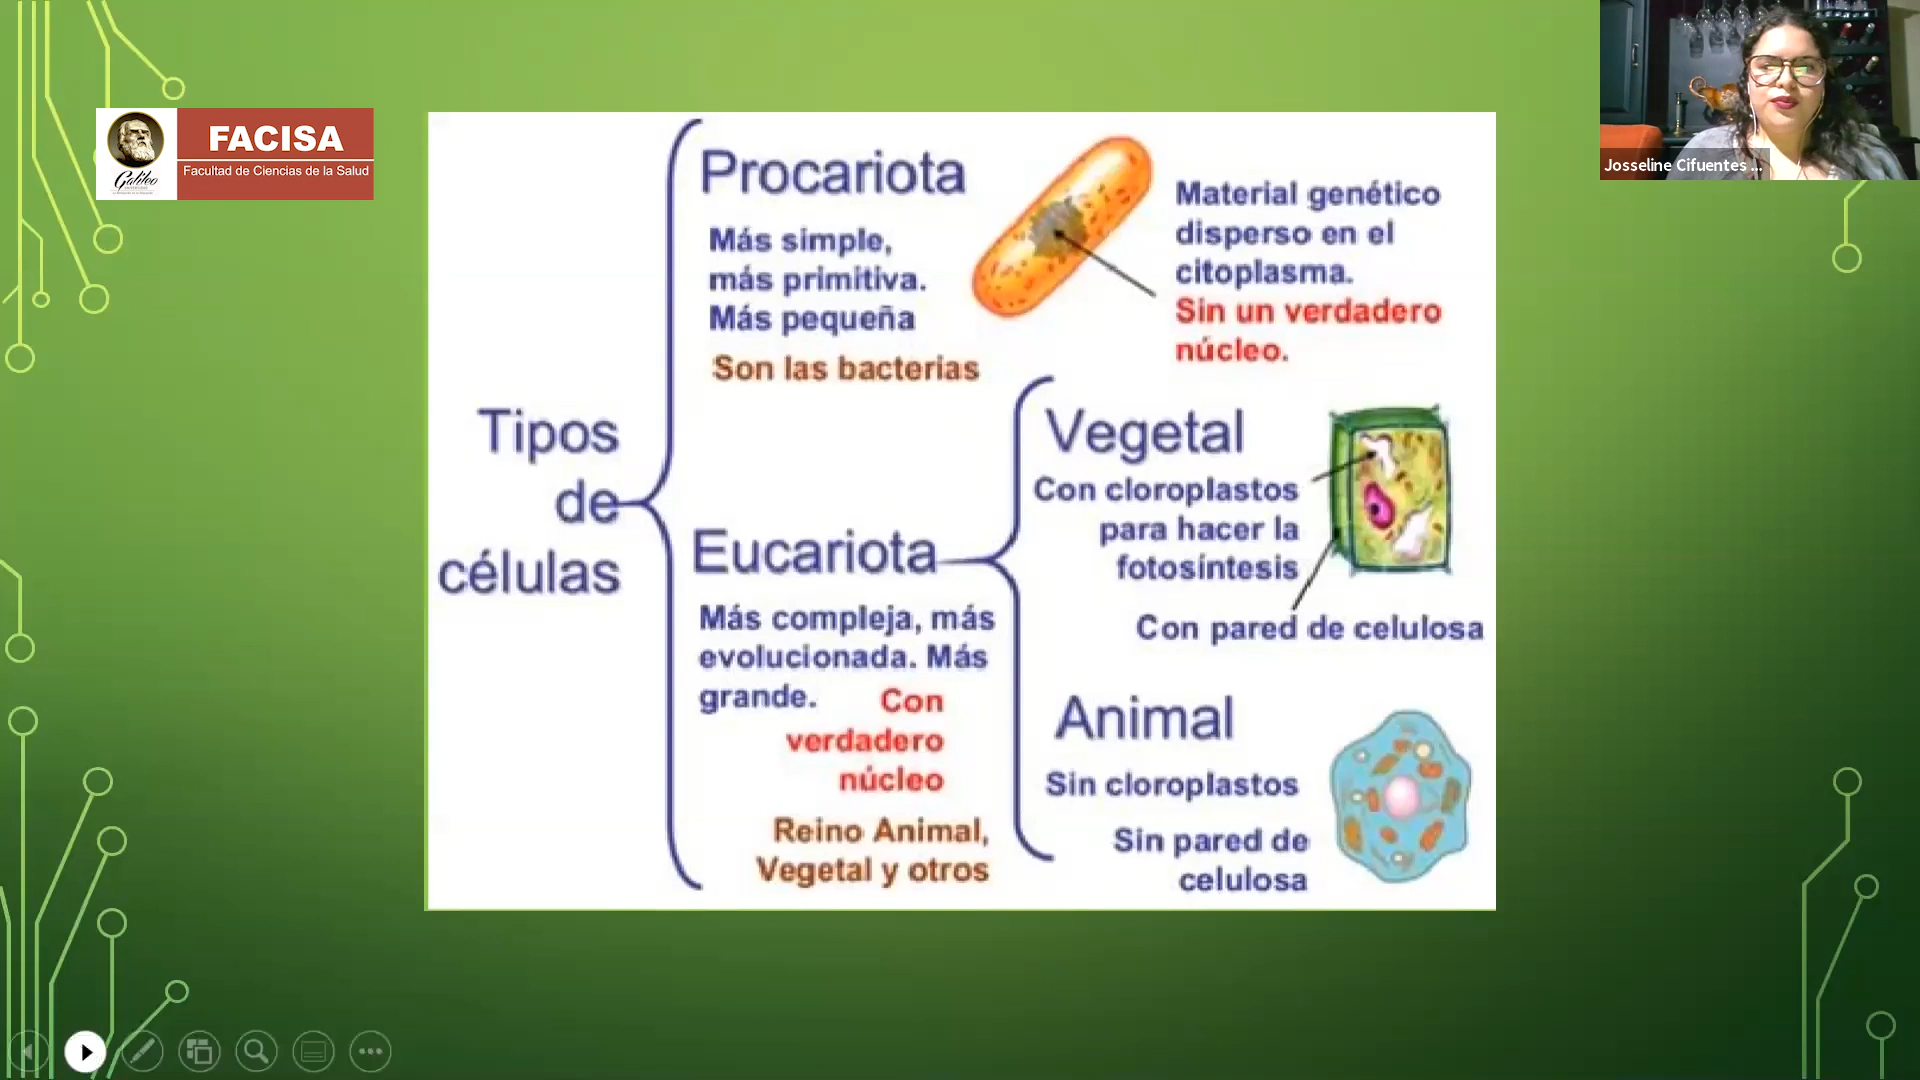 FACISA
Facultad de Ciencias de la Salud
Galileo
Josseline Cifuentes ...
Tipos
de
células
Procariota
Más simple,
más primitiva.
Más pequeña
Son las bacterias
Material genético
disperso en el
citoplasma.
Sin un verdadero
núcleo.
Eucariota
Más compleja, más
evolucionada. Más
grande.
Con
verdadero
núcleo
Reino Animal,
Vegetal y otros
Vegetal
Con cloroplastos
para hacer la
fotosíntesis
Con pared de celulosa
Animal
Sin cloroplastos
Sin pared de
celulosa